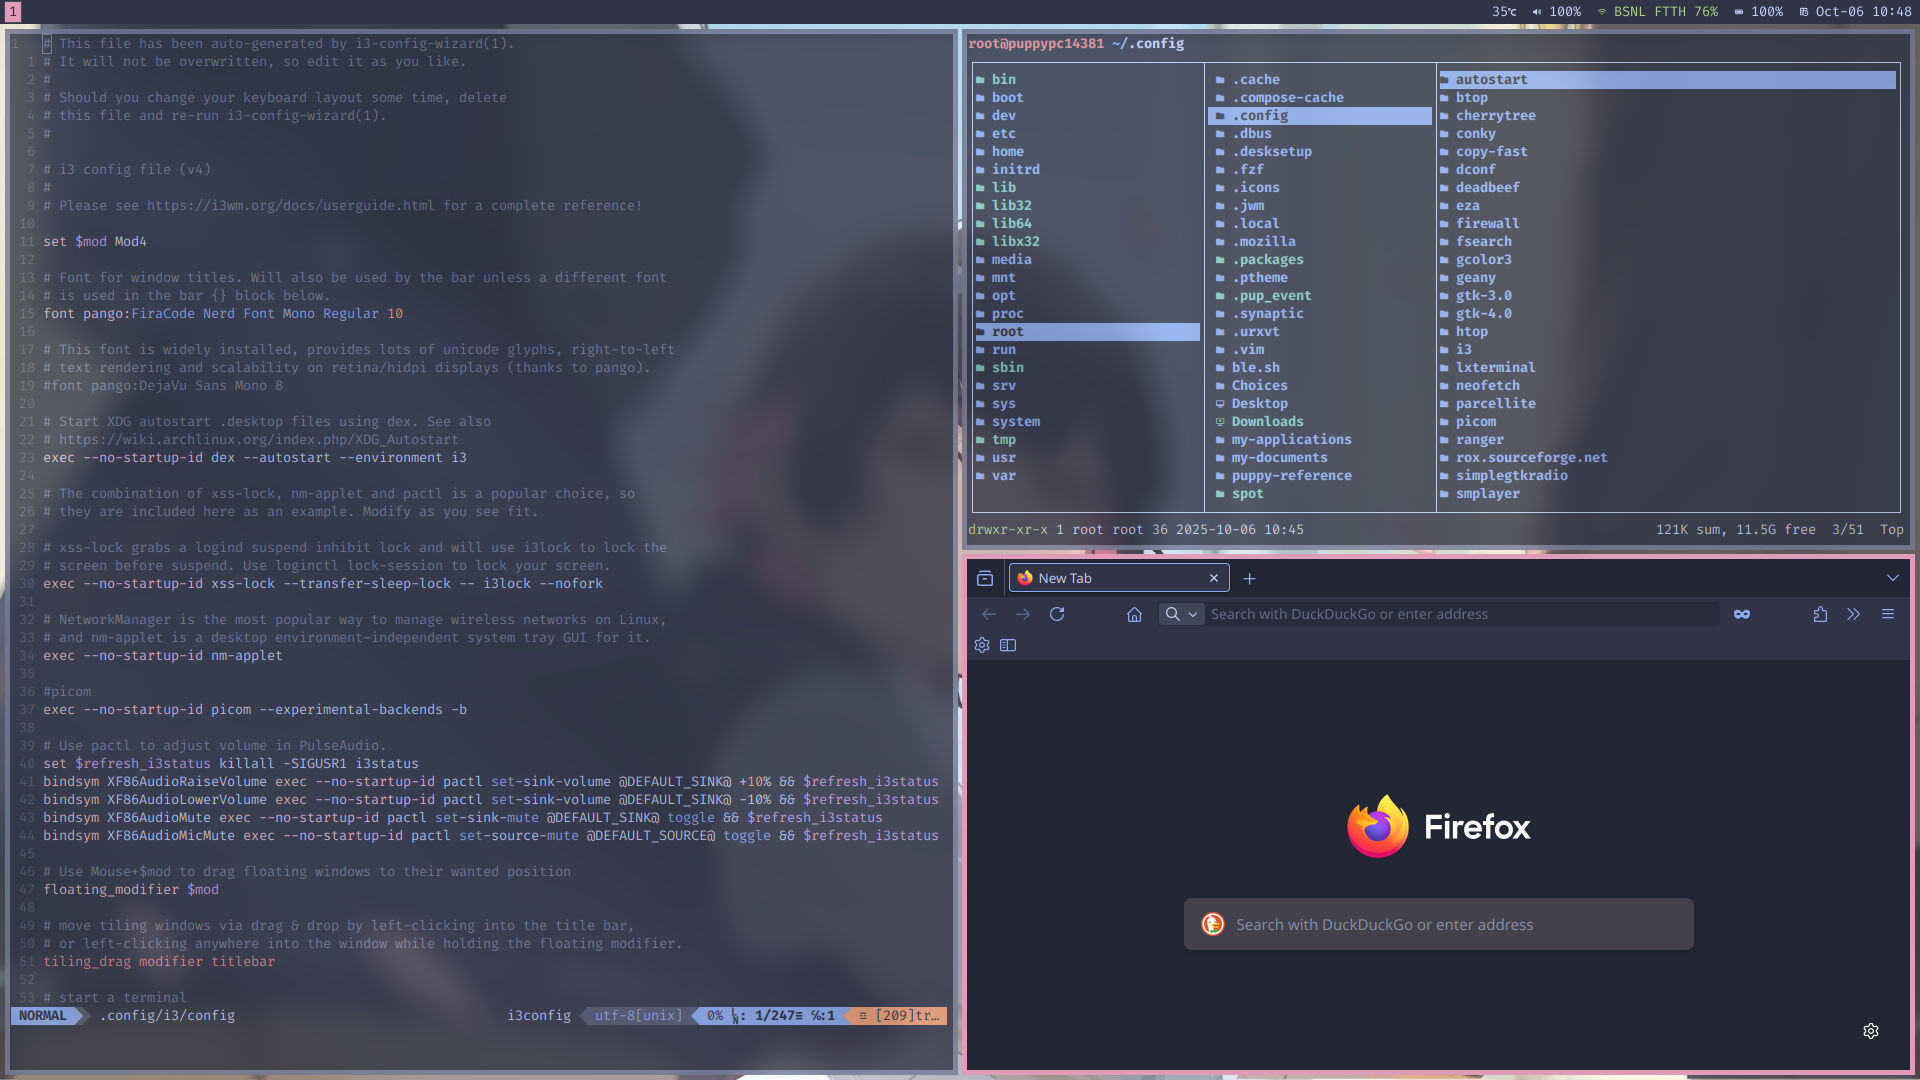 1
35℃ 100% BSNL FTTH 76% 100% Oct-06 10:48
1 # This file has been auto-generated by i3-config-wizard(1).
1 # It will not be overwritten, so edit it as you like.
2 #
3 # Should you change your keyboard layout some time, delete
4 # this file and re-run i3-config-wizard(1).
5 #
6
7 # i3 config file (v4)
8 #
9 # Please see https://i3wm.org/docs/userguide.html for a complete reference!
10
11 set $mod Mod4
12
13 # Font for window titles. Will also be used by the bar unless a different font
14 # is used in the bar {} block below.
15 font pango:FiraCode Nerd Font Mono Regular 10
16
17 # This font is widely installed, provides lots of unicode glyphs, right-to-left
18 # text rendering and scalability on retina/hidpi displays (thanks to pango).
19 #font pango:DejaVu Sans Mono 8
20
21 # Start XDG autostart .desktop files using dex. See also
22 # https://wiki.archlinux.org/index.php/XDG_Autostart
23 exec --no-startup-id dex --autostart --environment i3
24
25 # The combination of xss-lock, nm-applet and pactl is a popular choice, so
26 # they are included here as an example. Modify as you see fit.
27
28 # xss-lock grabs a logind suspend inhibit lock and will use i3lock to lock the
29 # screen before suspend. Use loginctl lock-session to lock your screen.
30 exec --no-startup-id xss-lock --transfer-sleep-lock -- i3lock --nofork
31
32 # NetworkManager is the most popular way to manage wireless networks on Linux,
33 # and nm-applet is a desktop environment-independent system tray GUI for it.
34 exec --no-startup-id nm-applet
35
36 #picom
37 exec --no-startup-id picom --experimental-backends -b
38
39 # Use pactl to adjust volume in PulseAudio.
40 set $refresh_i3status killall -SIGUSR1 i3status
41 bindsym XF86AudioRaiseVolume exec --no-startup-id pactl set-sink-volume @DEFAULT_SINK@ +10% && $refresh_i3status
42 bindsym XF86AudioLowerVolume exec --no-startup-id pactl set-sink-volume @DEFAULT_SINK@ -10% && $refresh_i3status
43 bindsym XF86AudioMute exec --no-startup-id pactl set-sink-mute @DEFAULT_SINK@ toggle && $refresh_i3status
44 bindsym XF86AudioMicMute exec --no-startup-id pactl set-source-mute @DEFAULT_SOURCE@ toggle && $refresh_i3status
45
46 # Use Mouse+$mod to drag floating windows to their wanted position
47 floating_modifier $mod
48
49 # move tiling windows via drag & drop by left-clicking into the title bar,
50 # or left-clicking anywhere into the window while holding the floating modifier.
51 tiling_drag modifier titlebar
52
53 # start a terminal
NORMAL .config/i3/config i3config utf-8[unix] 0% ㏑: 1/247≡ ℅:1 ☲ [209]tr…
root@puppypc14381 ~/.config
bin
boot
dev
etc
home
initrd
lib
lib32
lib64
libx32
media
mnt
opt
proc
root
run
sbin
srv
sys
system
tmp
usr
var
.cache
.compose-cache
.config
.dbus
.desksetup
.fzf
.icons
.jwm
.local
.mozilla
.packages
.ptheme
.pup_event
.synaptic
.urxvt
.vim
ble.sh
Choices
Desktop
Downloads
my-applications
my-documents
puppy-reference
spot
autostart
btop
cherrytree
conky
copy-fast
dconf
deadbeef
eza
firewall
fsearch
gcolor3
geany
gtk-3.0
gtk-4.0
htop
i3
lxterminal
neofetch
parcellite
picom
ranger
rox.sourceforge.net
simplegtkradio
smplayer
drwxr-xr-x 1 root root 36 2025-10-06 10:45 121K sum, 11.5G free 3/51 Top
New Tab
Search with DuckDuckGo or enter address
Firefox
Search with DuckDuckGo or enter address